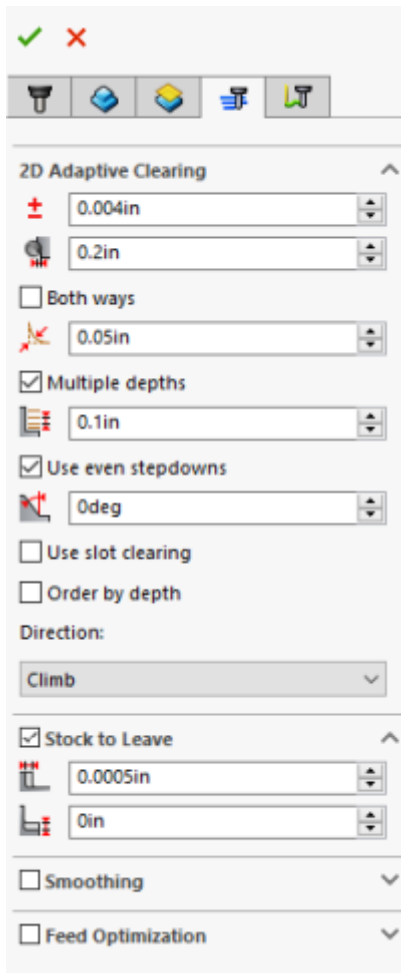 2D Adaptive Clearing
0.004in
0.2in
Both ways
0.05in
Multiple depths
0.1in
Use even stepdowns
0deg
Use slot clearing
Order by depth
Direction:
Climb
Stock to Leave
0.0005in
0in
Smoothing
Feed Optimization